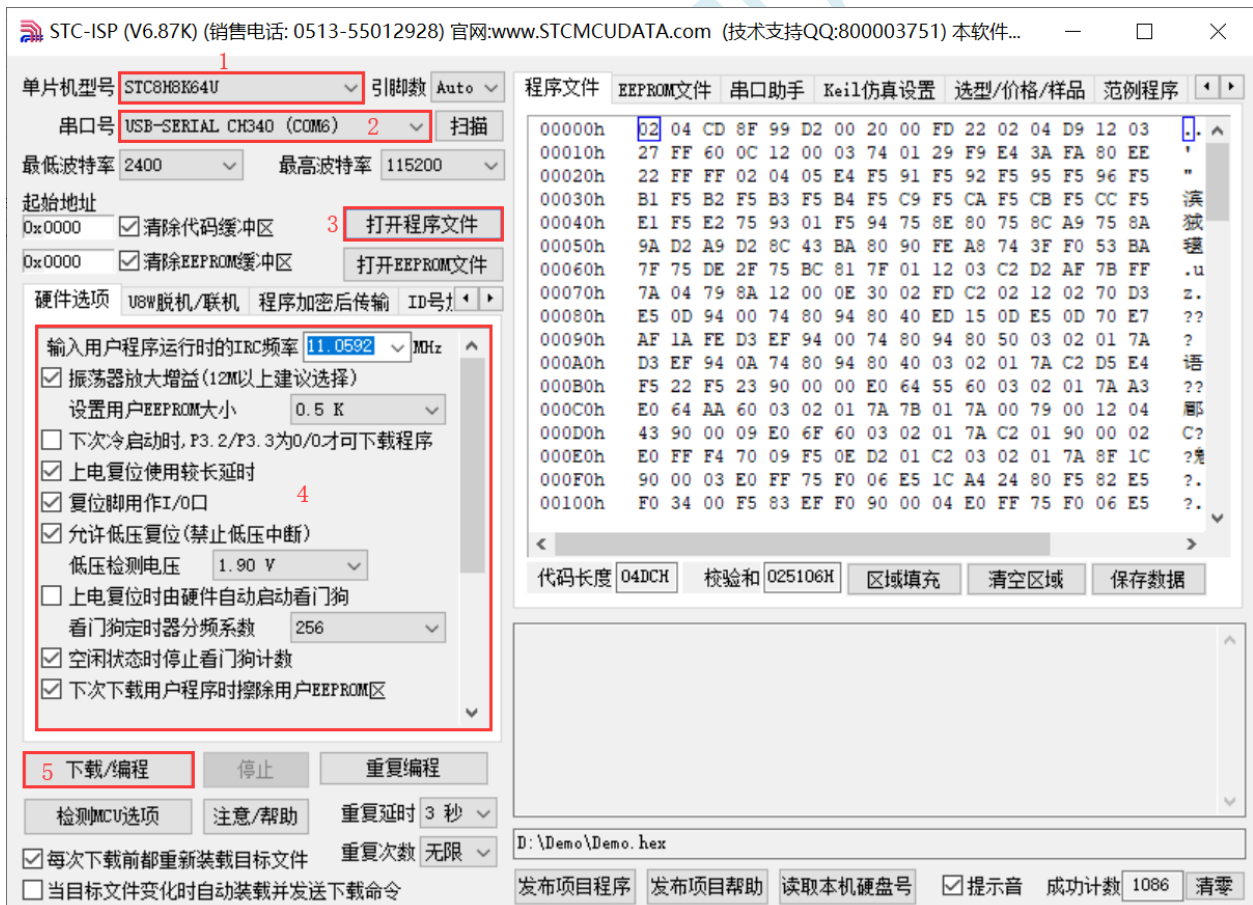 STC-ISP (V6.87K) (销售电话: 0513-55012928) 官网:www.STCMCUDATA.com (技术支持QQ:800003751) 本软件...
1
单片机型号 STC8H8K64U 引脚数 Auto
串口号 USB-SERIAL CH340 (COM6) 2 扫描
最低波特率 2400 最高波特率 115200
起始地址
0x0000 清除代码缓冲区 3 打开程序文件
0x0000 清除EEPROM缓冲区 打开EEPROM文件
硬件选项 U8W脱机/联机 程序加密后传输 ID号
输入用户程序运行时的IRC频率 11.0592 MHz
振荡器放大增益(12M以上建议选择)
设置用户EEPROM大小 0.5 K
下次冷启动时,P3.2/P3.3为0/0才可下载程序
上电复位使用较长延时
复位脚用作I/O口 4
允许低压复位(禁止低压中断)
低压检测电压 1.90 V
上电复位时由硬件自动启动看门狗
看门狗定时器分频系数 256
空闲状态时停止看门狗计数
下次下载用户程序时擦除用户EEPROM区
5 下载/编程 停止 重复编程
检测MCU选项 注意/帮助 重复延时 3 秒
每次下载前都重新装载目标文件 重复次数 无限
当目标文件变化时自动装载并发送下载命令
程序文件 EEPROM文件 串口助手 Keil仿真设置 选型/价格/样品 范例程序
00000h 02 04 CD 8F 99 D2 00 20 00 FD 22 02 04 D9 12 03 ..
00010h 27 FF 60 0C 12 00 03 74 01 29 F9 E4 3A FA 80 EE '
00020h 22 FF FF 02 04 05 E4 F5 91 F5 92 F5 95 F5 96 F5 "
00030h B1 F5 B2 F5 B3 F5 B4 F5 C9 F5 CA F5 CB F5 CC F5
00040h E1 F5 E2 75 93 01 F5 94 75 8E 80 75 8C A9 75 8A
00050h 9A D2 A9 D2 8C 43 BA 80 90 FE A8 74 3F F0 53 BA
00060h 7F 75 DE 2F 75 BC 81 7F 01 12 03 C2 D2 AF 7B FF .u
00070h 7A 04 79 8A 12 00 0E 30 02 FD C2 02 12 02 70 D3 z.
00080h E5 0D 94 00 74 80 94 80 40 ED 15 0D E5 0D 70 E7 ??
00090h AF 1A FE D3 EF 94 00 74 80 94 80 50 03 02 01 7A ?
000A0h D3 EF 94 0A 74 80 94 80 40 03 02 01 7A C2 D5 E4 语
000B0h F5 22 F5 23 90 00 00 E0 64 55 60 03 02 01 7A A3 ??
000C0h E0 64 AA 60 03 02 01 7A 7B 01 7A 00 79 00 12 04
000D0h 43 90 00 09 E0 6F 60 03 02 01 7A C2 01 90 00 02 C?
000E0h E0 FF F4 70 09 F5 0E D2 01 C2 03 02 01 7A 8F 1C
000F0h 90 00 03 E0 FF 75 F0 06 E5 1C A4 24 80 F5 82 E5 ?.
00100h F0 34 00 F5 83 EF F0 90 00 04 E0 FF 75 F0 06 E5 ?.
代码长度 04DCH 校验和 025106H 区域填充 清空区域 保存数据
D:\Demo\Demo.hex
发布项目程序 发布项目帮助 读取本机硬盘号 提示音 成功计数 1086 清零